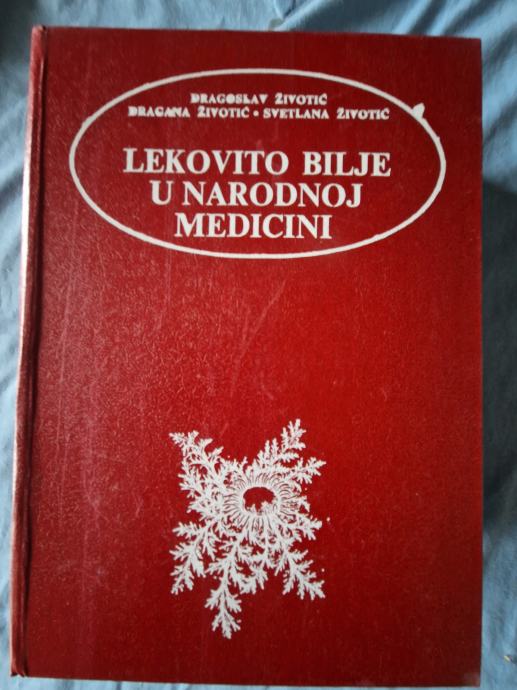 DRAGOSLAV ŽIVOTIĆ
DRAGANA ŽIVOTIĆ • SVETLANA ŽIVOTIĆ
LEKOVITO BILJE
U NARODNOJ
MEDICINI